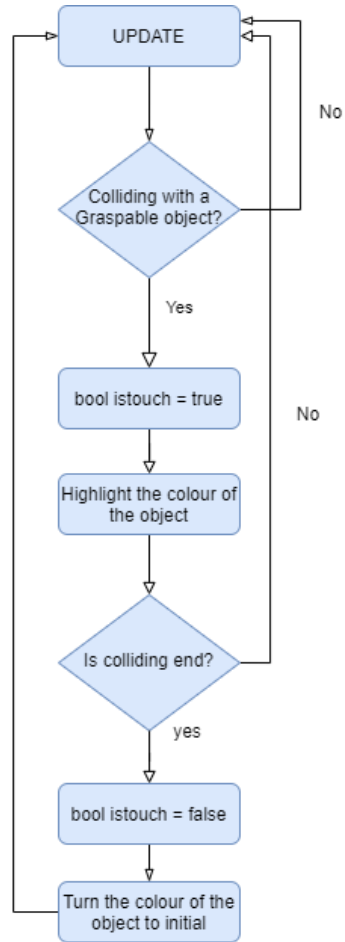 UPDATE
No
Colliding with a
Graspable object?
Yes
bool istouch = true
No
Highlight the colour of
the object
Is colliding end?
yes
bool istouch = false
Turn the colour of the
object to initial